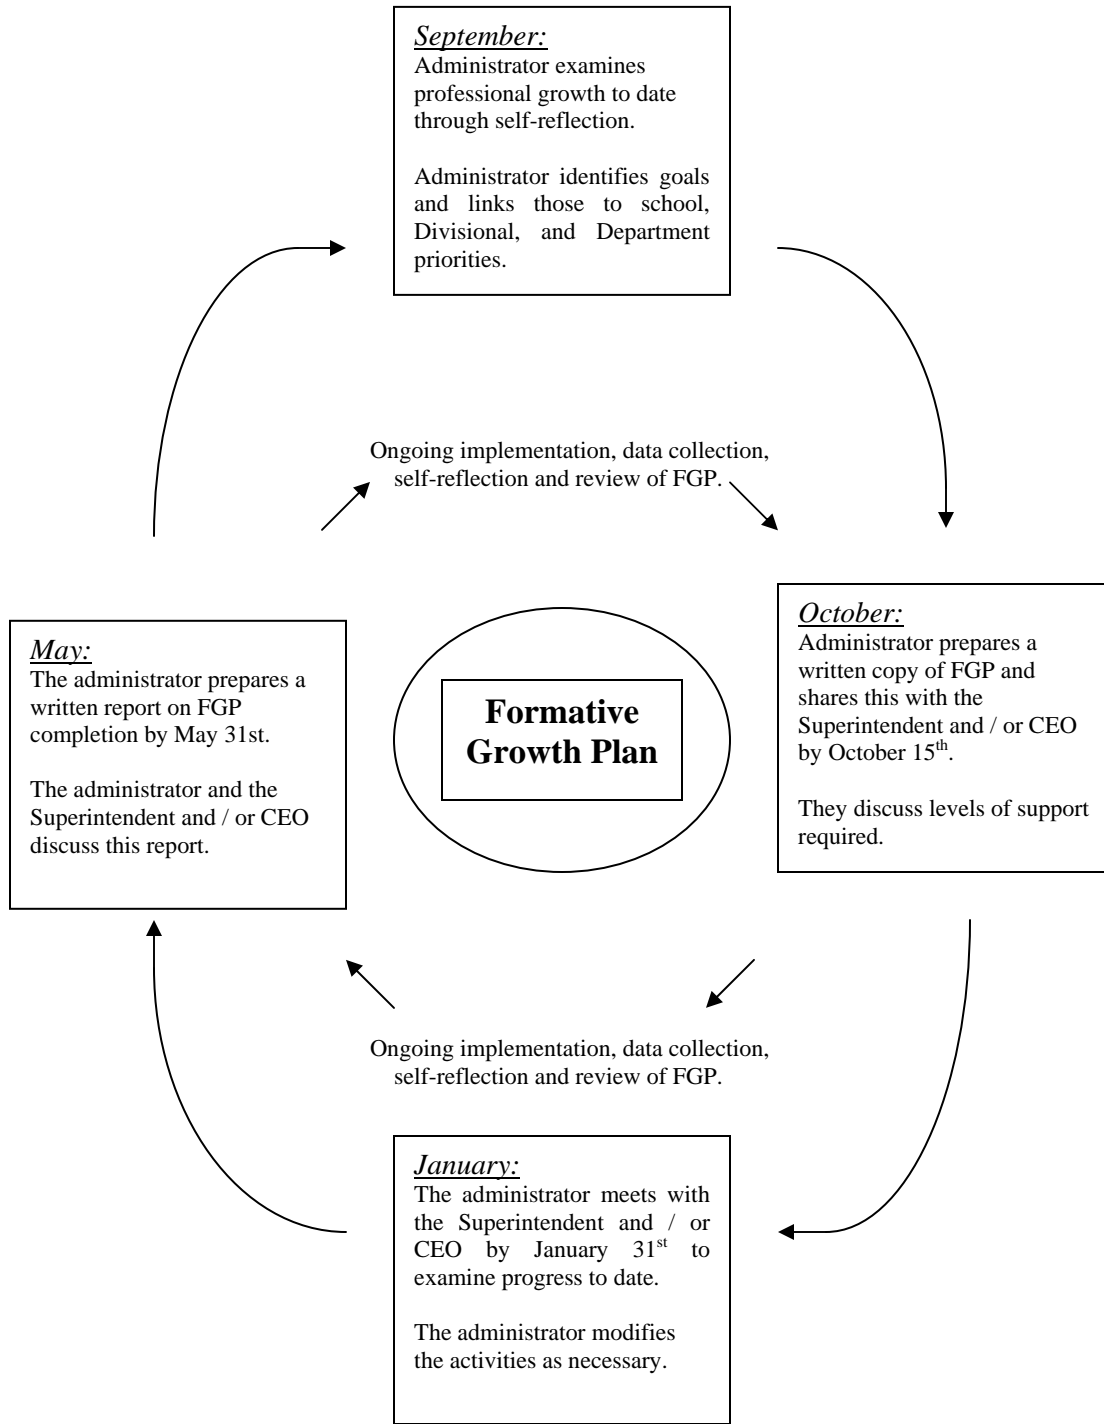 September:
Administrator examines
professional growth to date
through self-reflection.
Administrator identifies goals
and links those to school,
Divisional, and Department
priorities.
Ongoing implementation, data collection,
self-reflection and review of FGP.
October:
Administrator prepares a
written copy of FGP and
shares this with the
Superintendent and / or CEO
by October 15th.
They discuss levels of support
required.
May:
The administrator prepares a
written report on FGP
completion by May 31st.
The administrator and the
Superintendent and / or CEO
discuss this report.
Formative
Growth Plan
Ongoing implementation, data collection,
self-reflection and review of FGP.
January:
The administrator meets with
the Superintendent and / or
CEO by January 31st to
examine progress to date.
The administrator modifies
the activities as necessary.